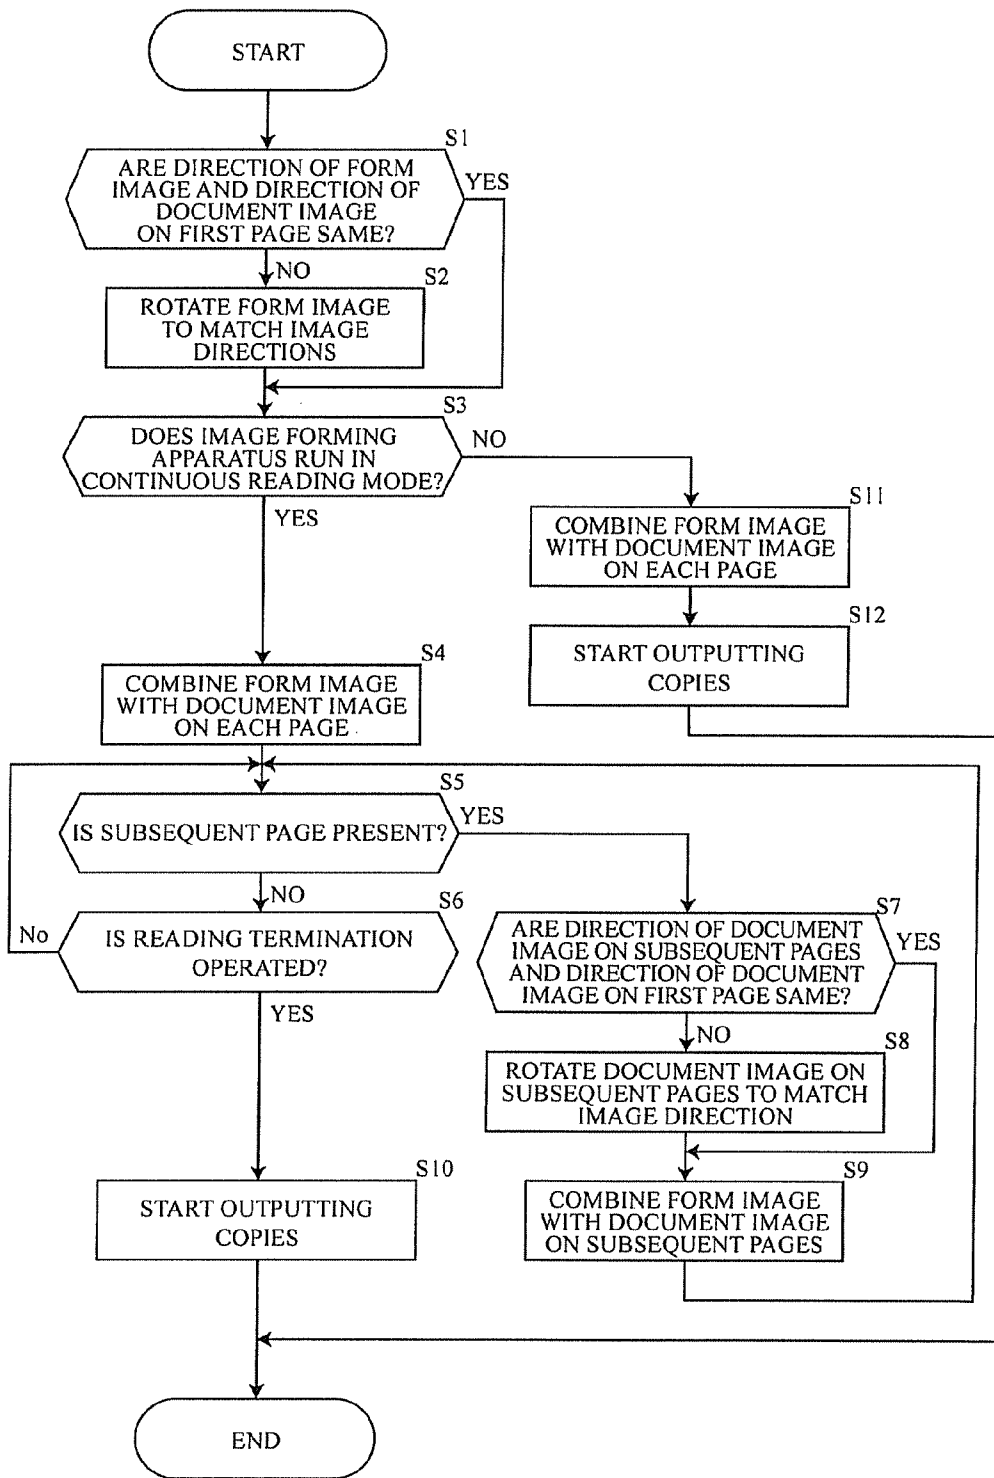 START
S1
ARE DIRECTION OF FORM
IMAGE AND DIRECTION OF
DOCUMENT IMAGE
ON FIRST PAGE SAME?
YES
NO
S2
ROTATE FORM IMAGE
TO MATCH IMAGE
DIRECTIONS
S3
DOES IMAGE FORMING
APPARATUS RUN IN
CONTINUOUS READING MODE?
NO
YES
S11
COMBINE FORM IMAGE
WITH DOCUMENT IMAGE
ON EACH PAGE
S12
START OUTPUTTING
COPIES
S4
COMBINE FORM IMAGE
WITH DOCUMENT IMAGE
ON EACH PAGE
S5
IS SUBSEQUENT PAGE PRESENT?
YES
NO
S6
IS READING TERMINATION
OPERATED?
No
YES
S7
ARE DIRECTION OF DOCUMENT
IMAGE ON SUBSEQUENT PAGES
AND DIRECTION OF DOCUMENT
IMAGE ON FIRST PAGE SAME?
YES
NO
S8
ROTATE DOCUMENT IMAGE ON
SUBSEQUENT PAGES TO MATCH
IMAGE DIRECTION
S9
COMBINE FORM IMAGE
WITH DOCUMENT IMAGE
ON SUBSEQUENT PAGES
S10
START OUTPUTTING
COPIES
END